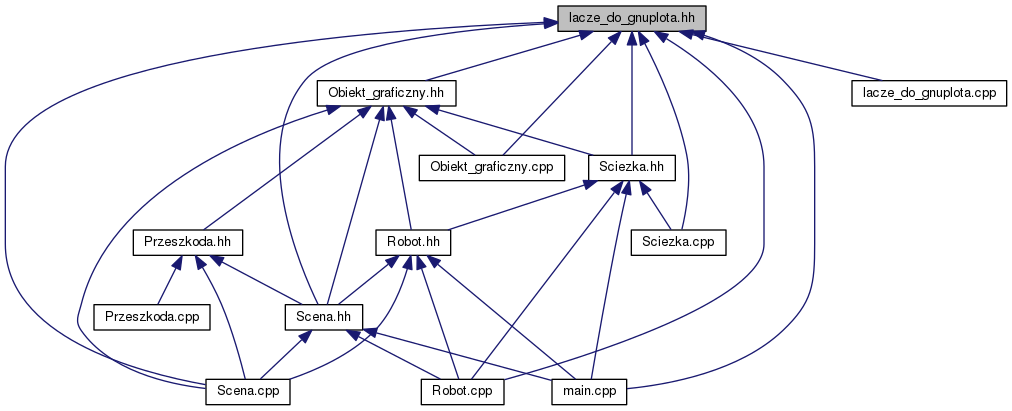 lacze_do_gnuplota.hh
Obiekt_graficzny.hh
lacze_do_gnuplota.cpp
Obiekt_graficzny.cpp
Sciezka.hh
Przeszkoda.hh
Robot.hh
Sciezka.cpp
Przeszkoda.cpp
Scena.hh
Scena.cpp
Robot.cpp
main.cpp